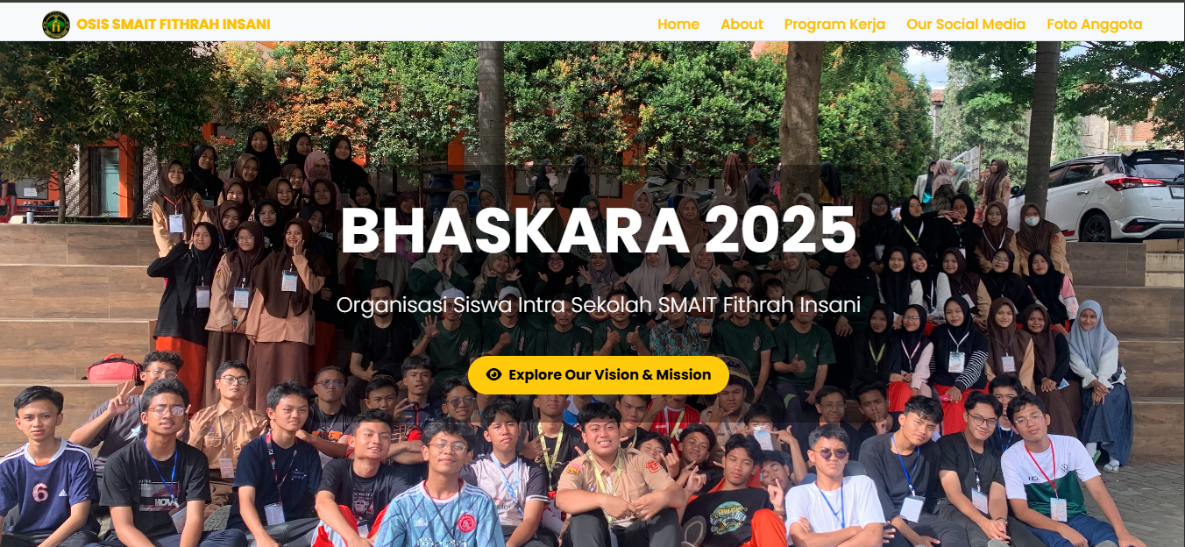 OSIS SMAIT FITHRAH INSANI
Home
About
Program Kerja
Our Social Media
Foto Anggota
BHASKARA 2025
Organisasi Siswa Intra Sekolah SMAIT Fithrah Insani
Explore Our Vision & Mission
6